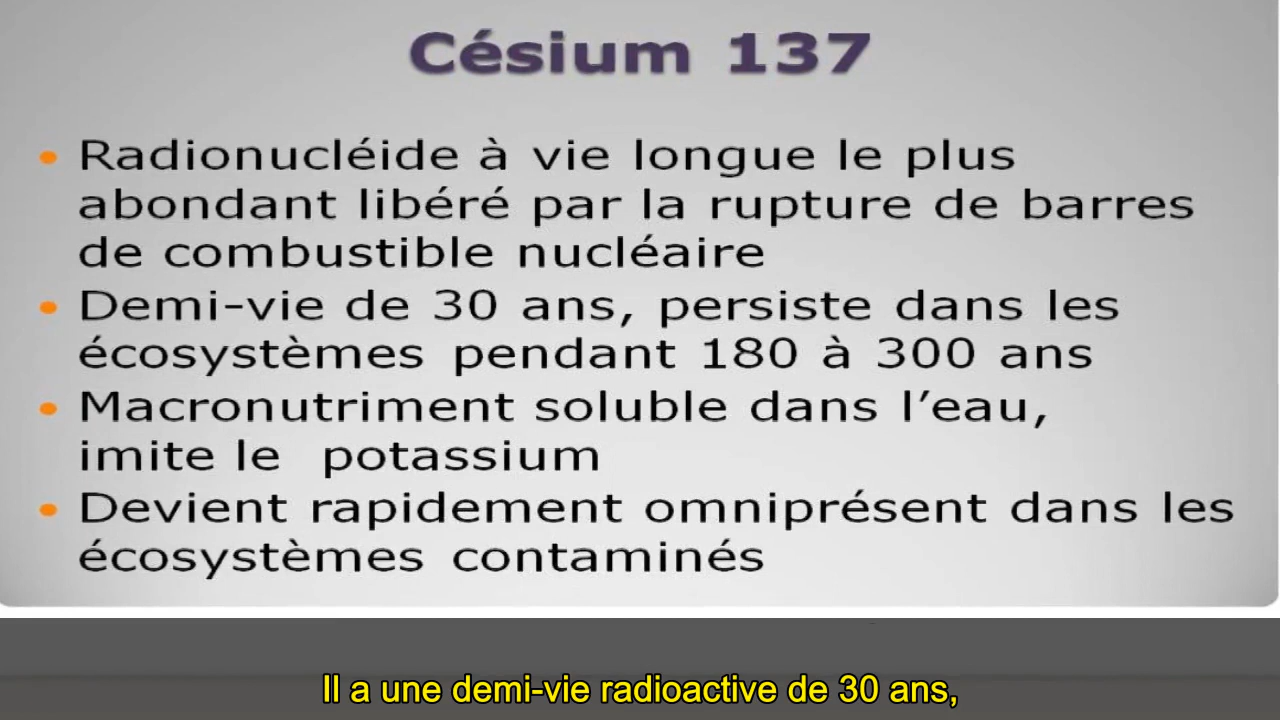 Césium 137
• Radionucléide à vie longue le plus
abondant libéré par la rupture de barres
de combustible nucléaire
• Demi-vie de 30 ans, persiste dans les
écosystèmes pendant 180 à 300 ans
• Macronutriment soluble dans l’eau,
imite le potassium
• Devient rapidement omniprésent dans les
écosystèmes contaminés
Il a une demi-vie radioactive de 30 ans,